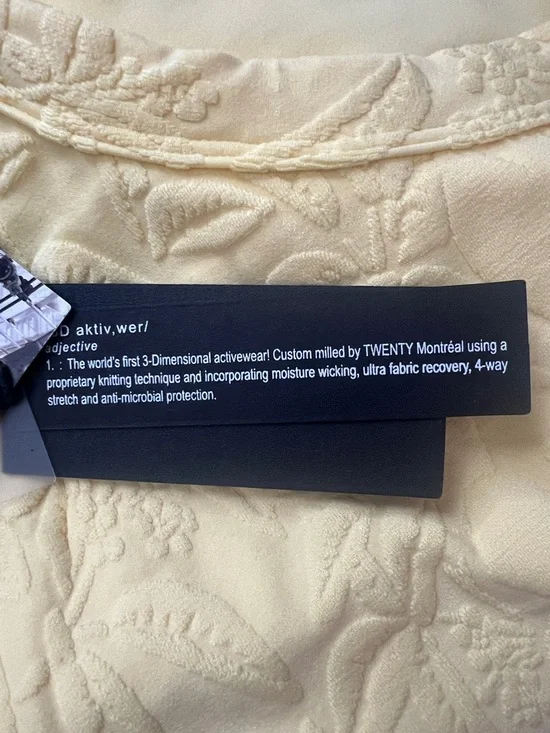 D aktiv,wer/
adjective
1. : The world's first 3-Dimensional activewear! Custom milled by TWENTY Montréal using a
proprietary knitting technique and incorporating moisture wicking, ultra fabric recovery, 4-way
stretch and anti-microbial protection.